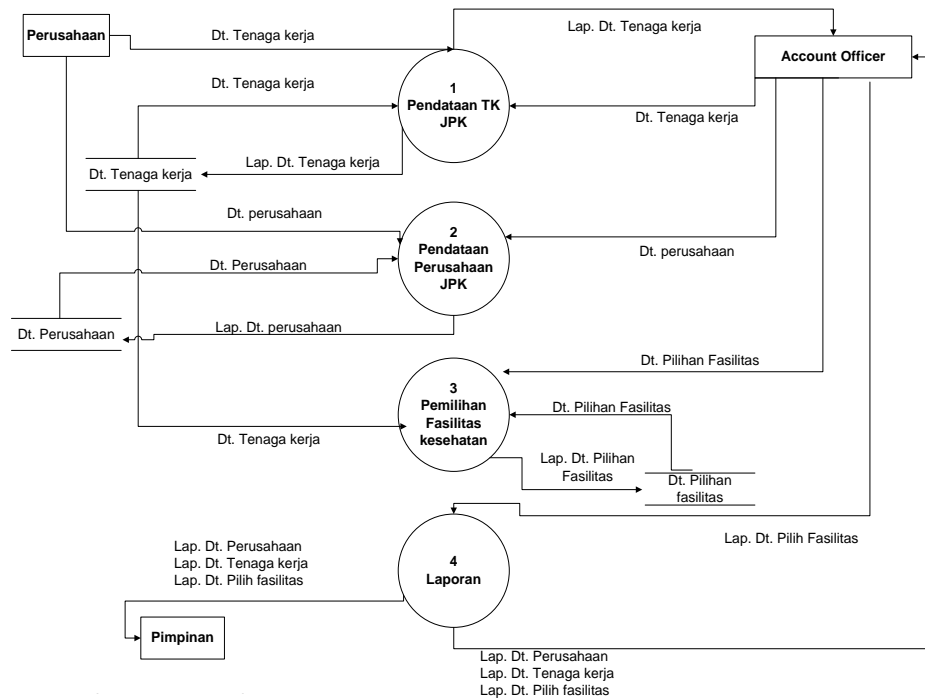 Perusahaan
Dt. Tenaga kerja
Lap. Dt. Tenaga kerja
Account Officer
Dt. Tenaga kerja
1
Pendataan TK
JPK
Dt. Tenaga kerja
Lap. Dt. Tenaga kerja
Dt. Tenaga kerja
Dt. perusahaan
2
Pendataan
Perusahaan
JPK
Dt. perusahaan
Dt. Perusahaan
Dt. Perusahaan
Lap. Dt. perusahaan
Dt. Pilihan Fasilitas
3
Pemilihan
Fasilitas
kesehatan
Dt. Pilihan Fasilitas
Dt. Tenaga kerja
Lap. Dt. Pilihan
Fasilitas
Dt. Pilihan
fasilitas
Lap. Dt. Pilih Fasilitas
Lap. Dt. Perusahaan
Lap. Dt. Tenaga kerja
Lap. Dt. Pilih fasilitas
4
Laporan
Pimpinan
Lap. Dt. Perusahaan
Lap. Dt. Tenaga kerja
Lap. Dt. Pilih fasilitas